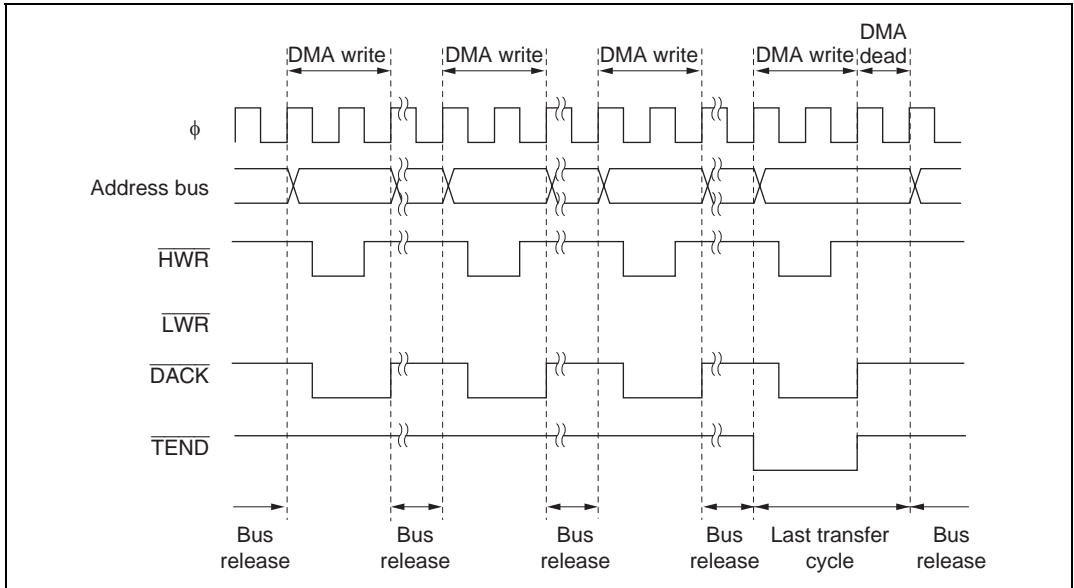 DMA write
DMA write
DMA write
DMA write
DMA
dead
φ
Address bus
HWR
LWR
DACK
TEND
Bus
release
Bus
release
Bus
release
Bus
release
Last transfer
cycle
Bus
release